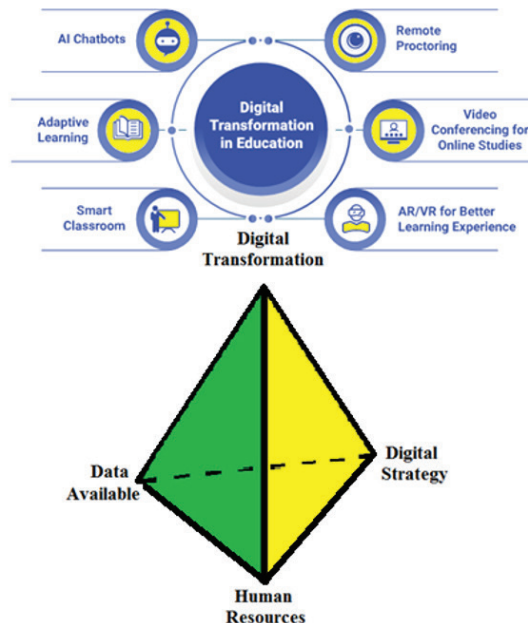 AI Chatbots
Remote
Proctoring
Adaptive
Learning
Digital
Transformation
in Education
Video
Conferencing for
Online Studies
Smart
Classroom
AR/VR for Better
Learning Experience
Digital
Transformation
Data
Available
Digital
Strategy
Human
Resources